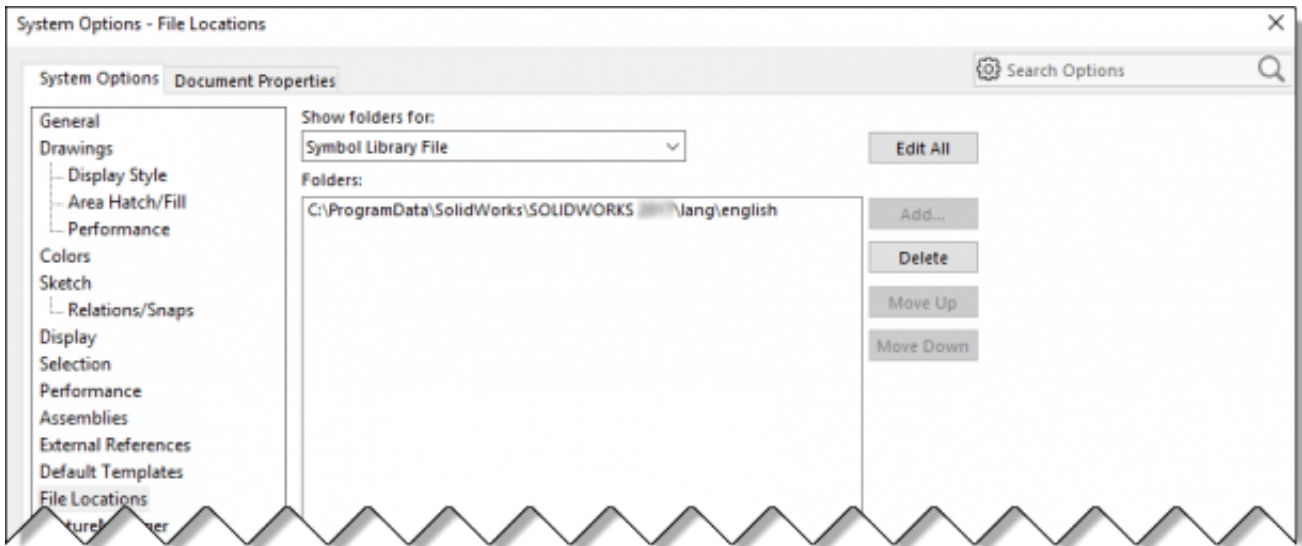 System Options - File Locations
System Options
Document Properties
Search Options
General
Drawings
Display Style
Area Hatch/Fill
Performance
Colors
Sketch
Relations/Snaps
Display
Selection
Performance
Assemblies
External References
Default Templates
File Locations
Show folders for:
Symbol Library File
Folders:
C:\ProgramData\SolidWorks\SOLIDWORKS \lang\english
Edit All
Add...
Delete
Move Up
Move Down